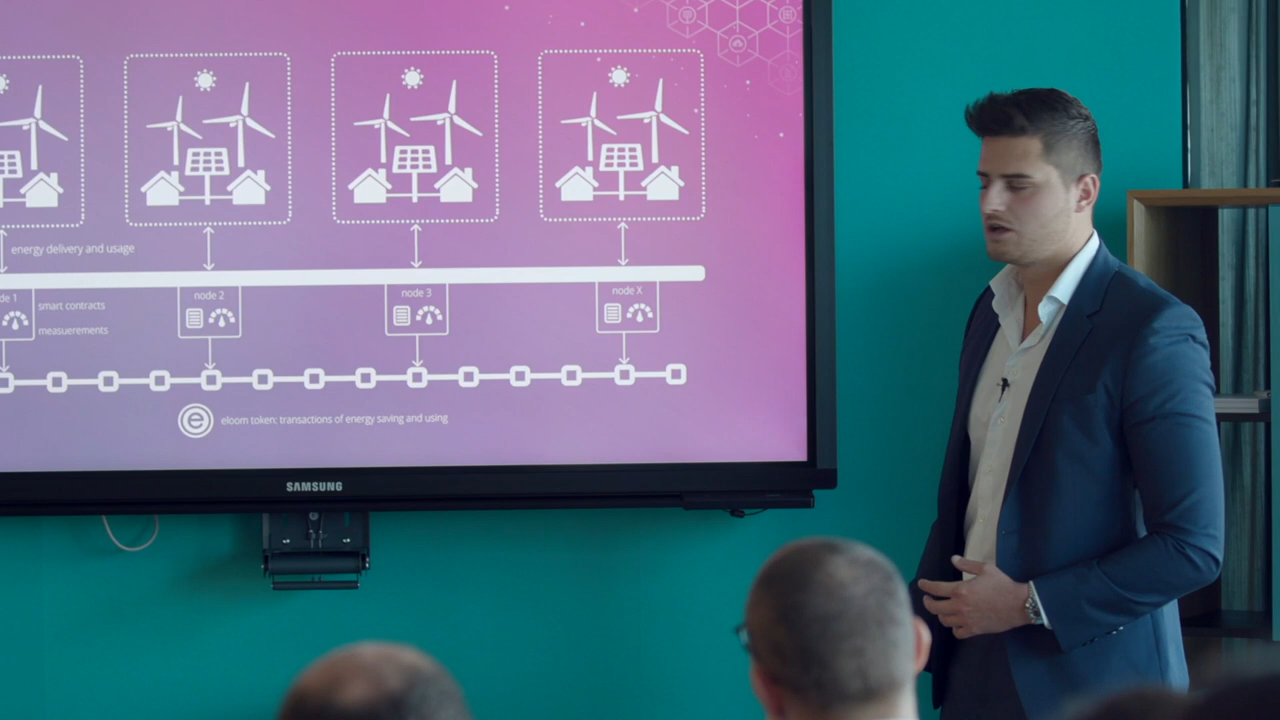 energy delivery and usage
de 1
node 2
node 3
node X
smart contracts
measuerements
e
eloom token: transactions of energy saving and using
SAMSUNG